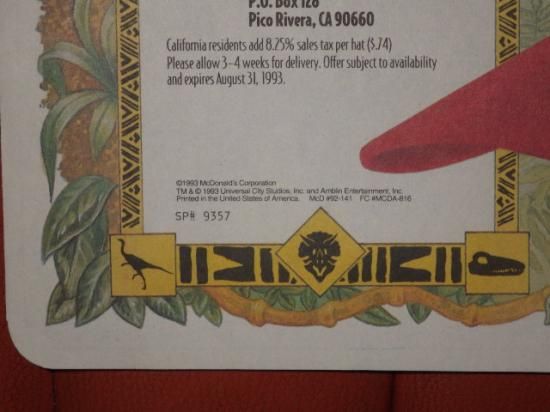 P.O. Box 128
Pico Rivera, CA 90660
California residents add 8.25% sales tax per hat ($.74)
Please allow 3-4 weeks for delivery. Offer subject to availability
and expires August 31, 1993.
©1993 McDonald's Corporation
TM & © 1993 Universal City Studios, Inc. and Amblin Entertainment, Inc.
Printed in the United States of America. McD #92-141 FC #MCDA-816
SP# 9357